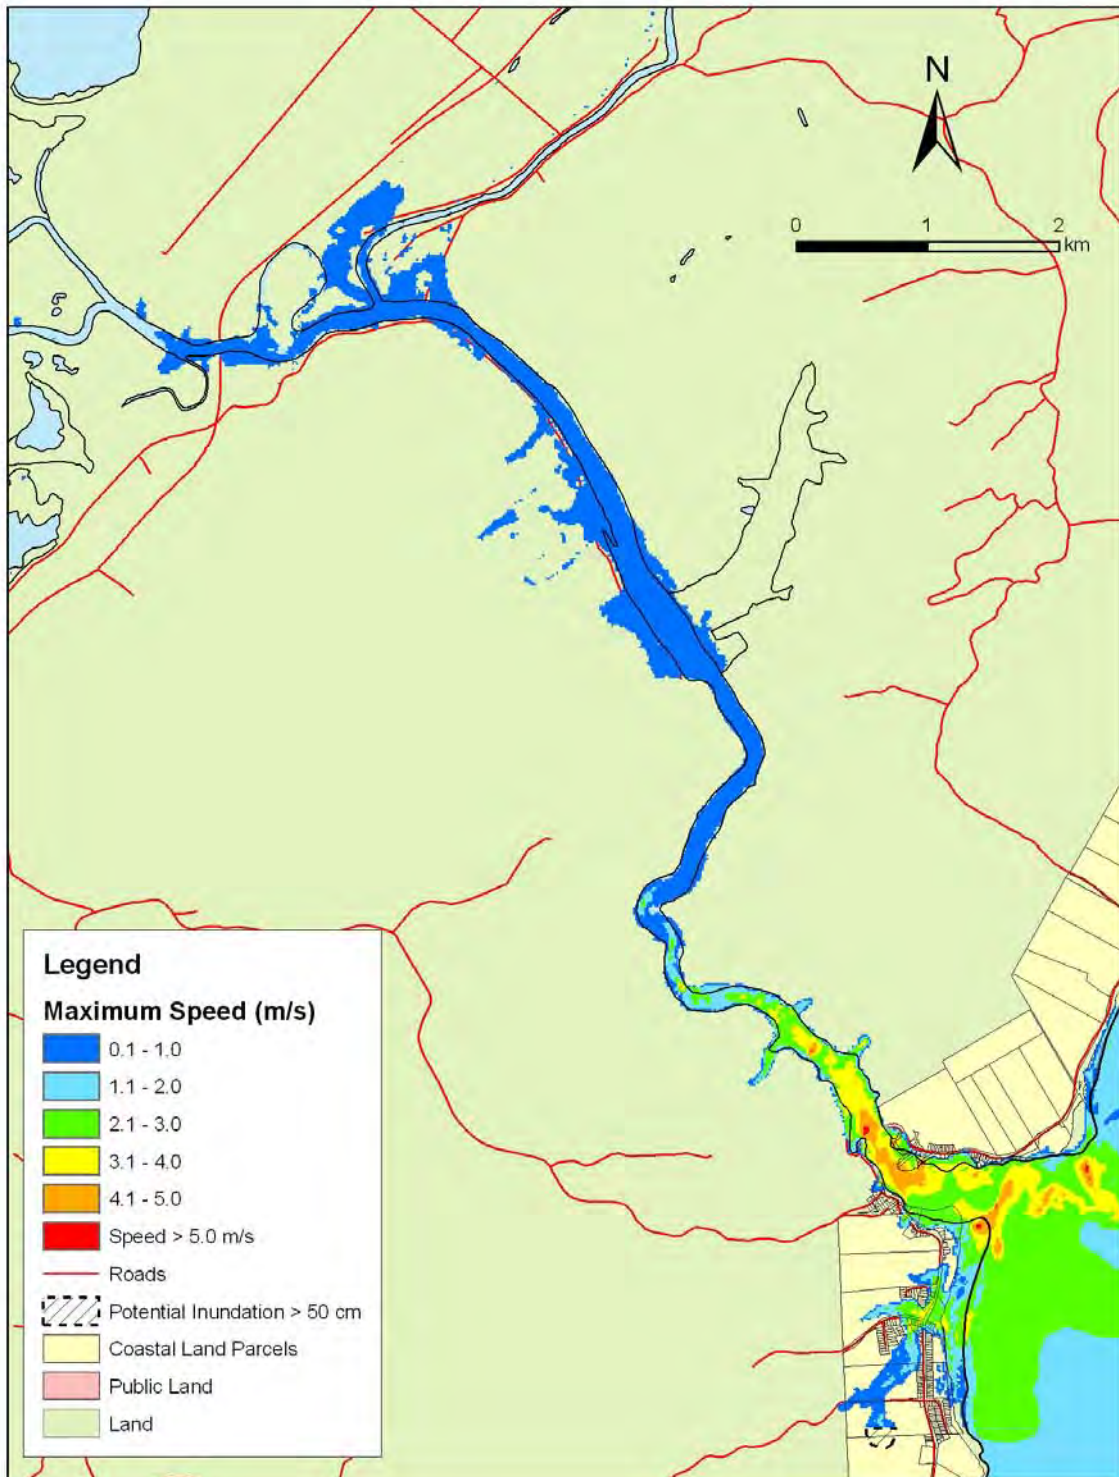 N
0 1 2
km
Legend
Maximum Speed (m/s)
0.1 - 1.0
1.1 - 2.0
2.1 - 3.0
3.1 - 4.0
4.1 - 5.0
Speed > 5.0 m/s
Roads
Potential Inundation > 50 cm
Coastal Land Parcels
Public Land
Land